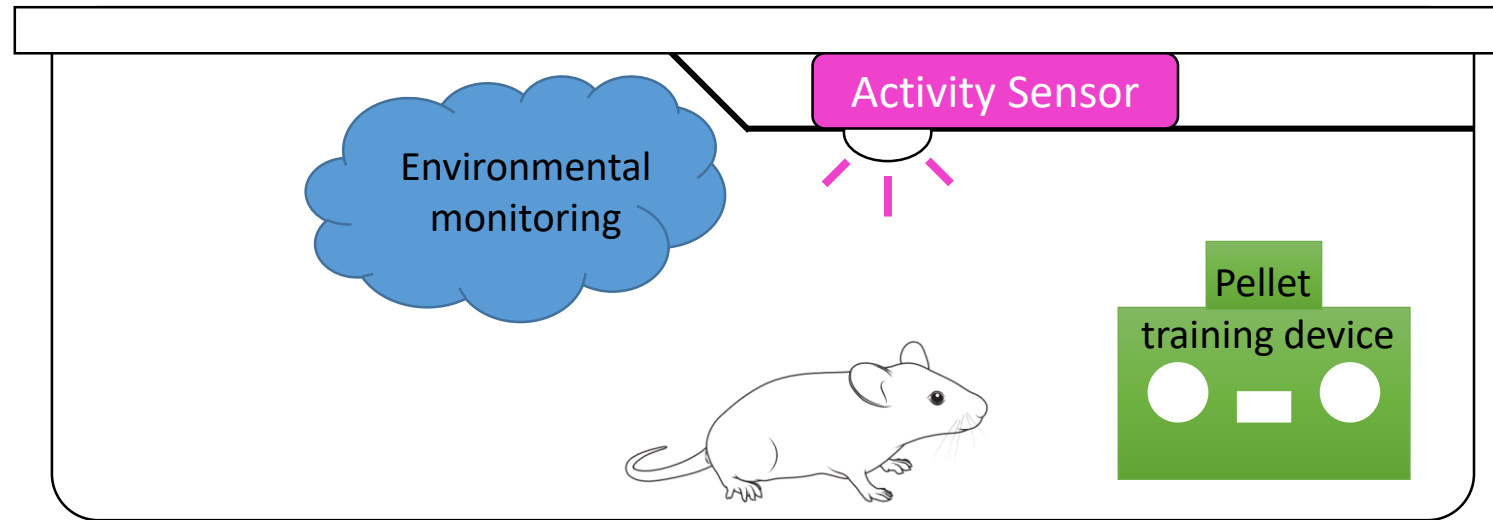 Activity Sensor
Environmental
monitoring
Pellet
training device